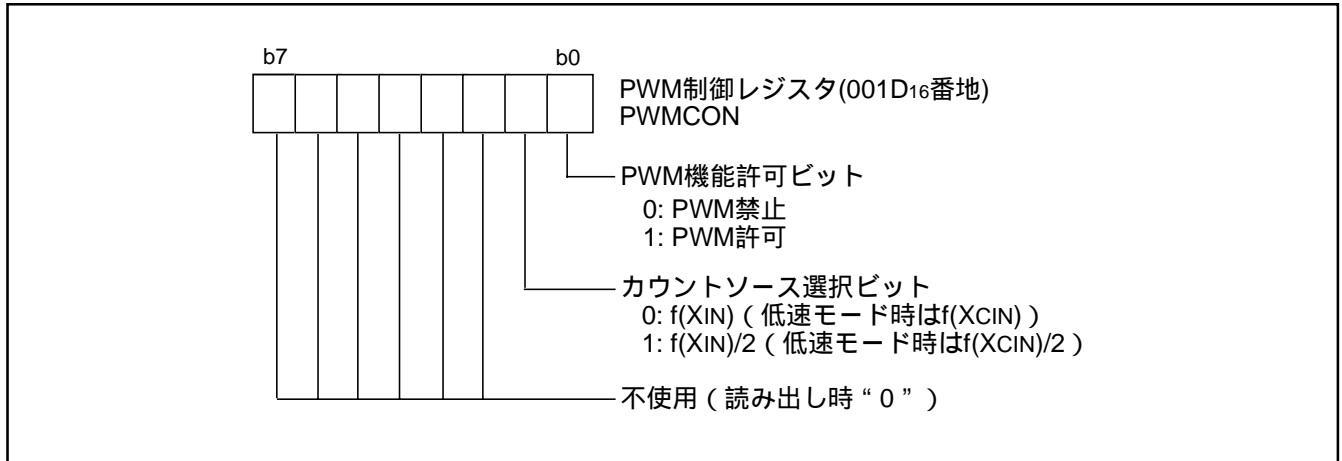 b7 b0
PWM制御レジスタ(001D16番地)
PWMCON
PWM機能許可ビット
0: PWM禁止
1: PWM許可
カウントソース選択ビット
0: f(XIN)(低速モード時はf(XCIN))
1: f(XIN)/2(低速モード時はf(XCIN)/2)
不使用(読み出し時“0”)